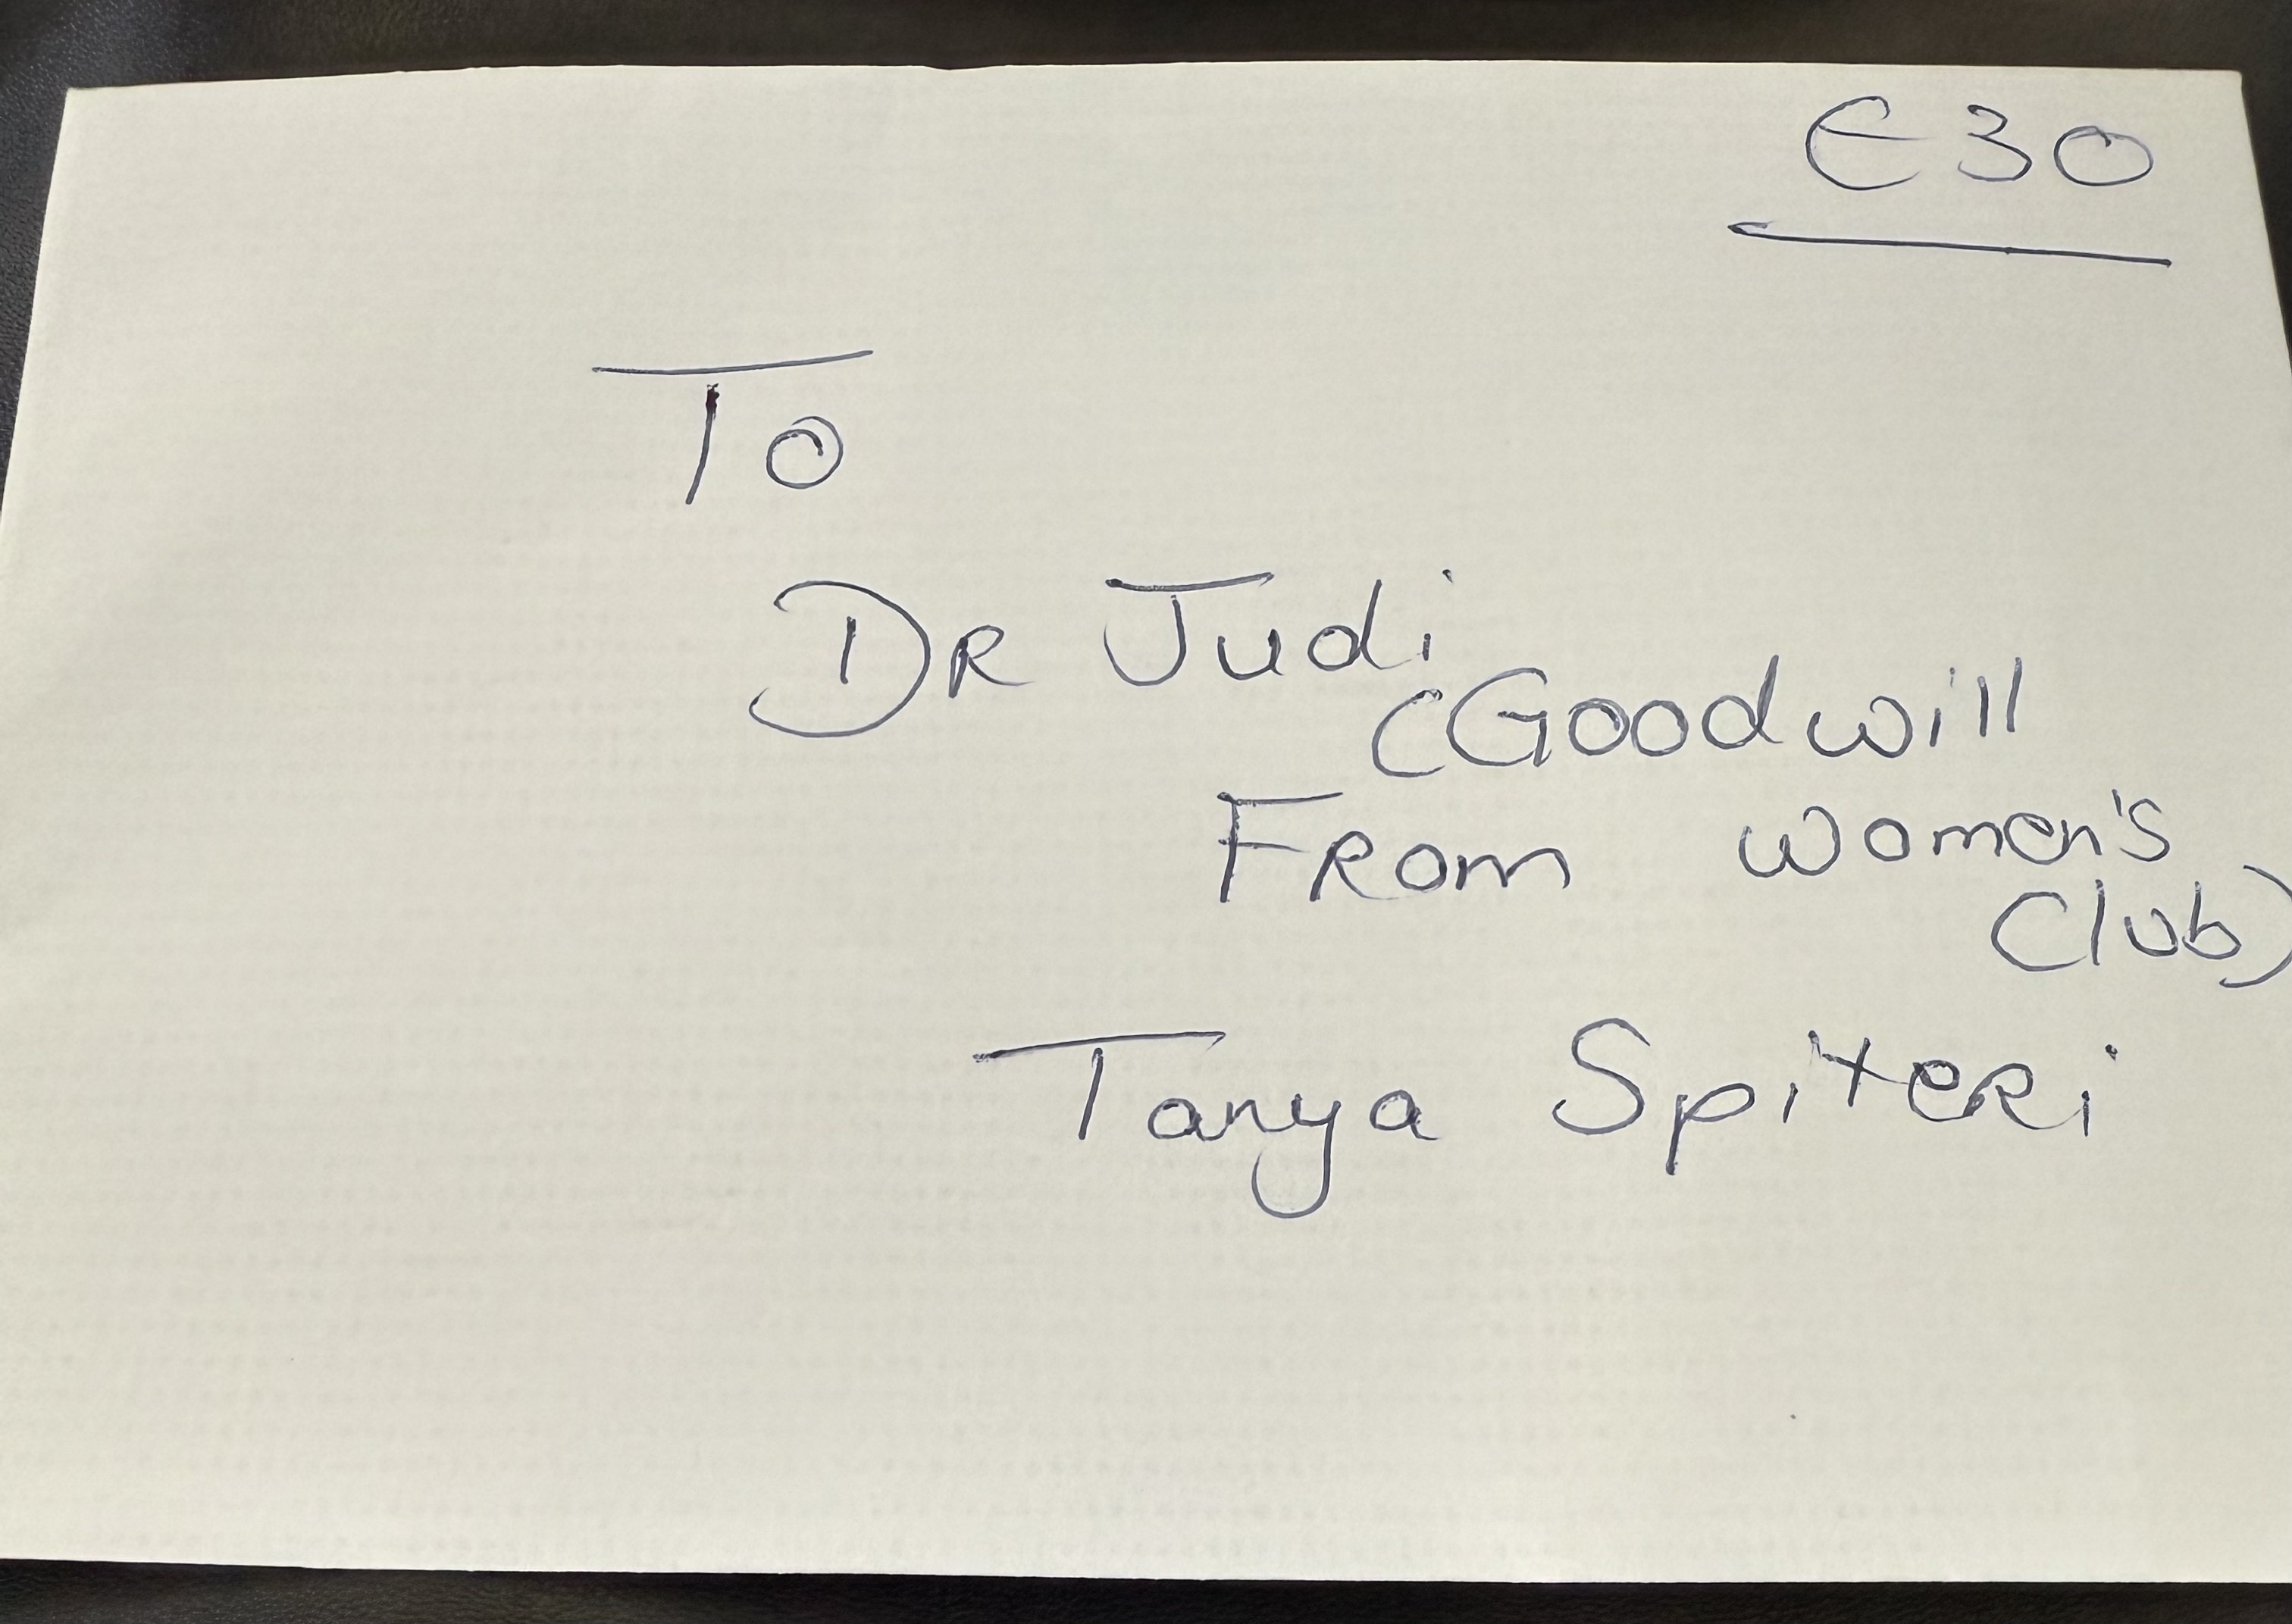 €30
To
DR Judi
(Goodwill
FRom women's
Club)
Tanya SpiteRi